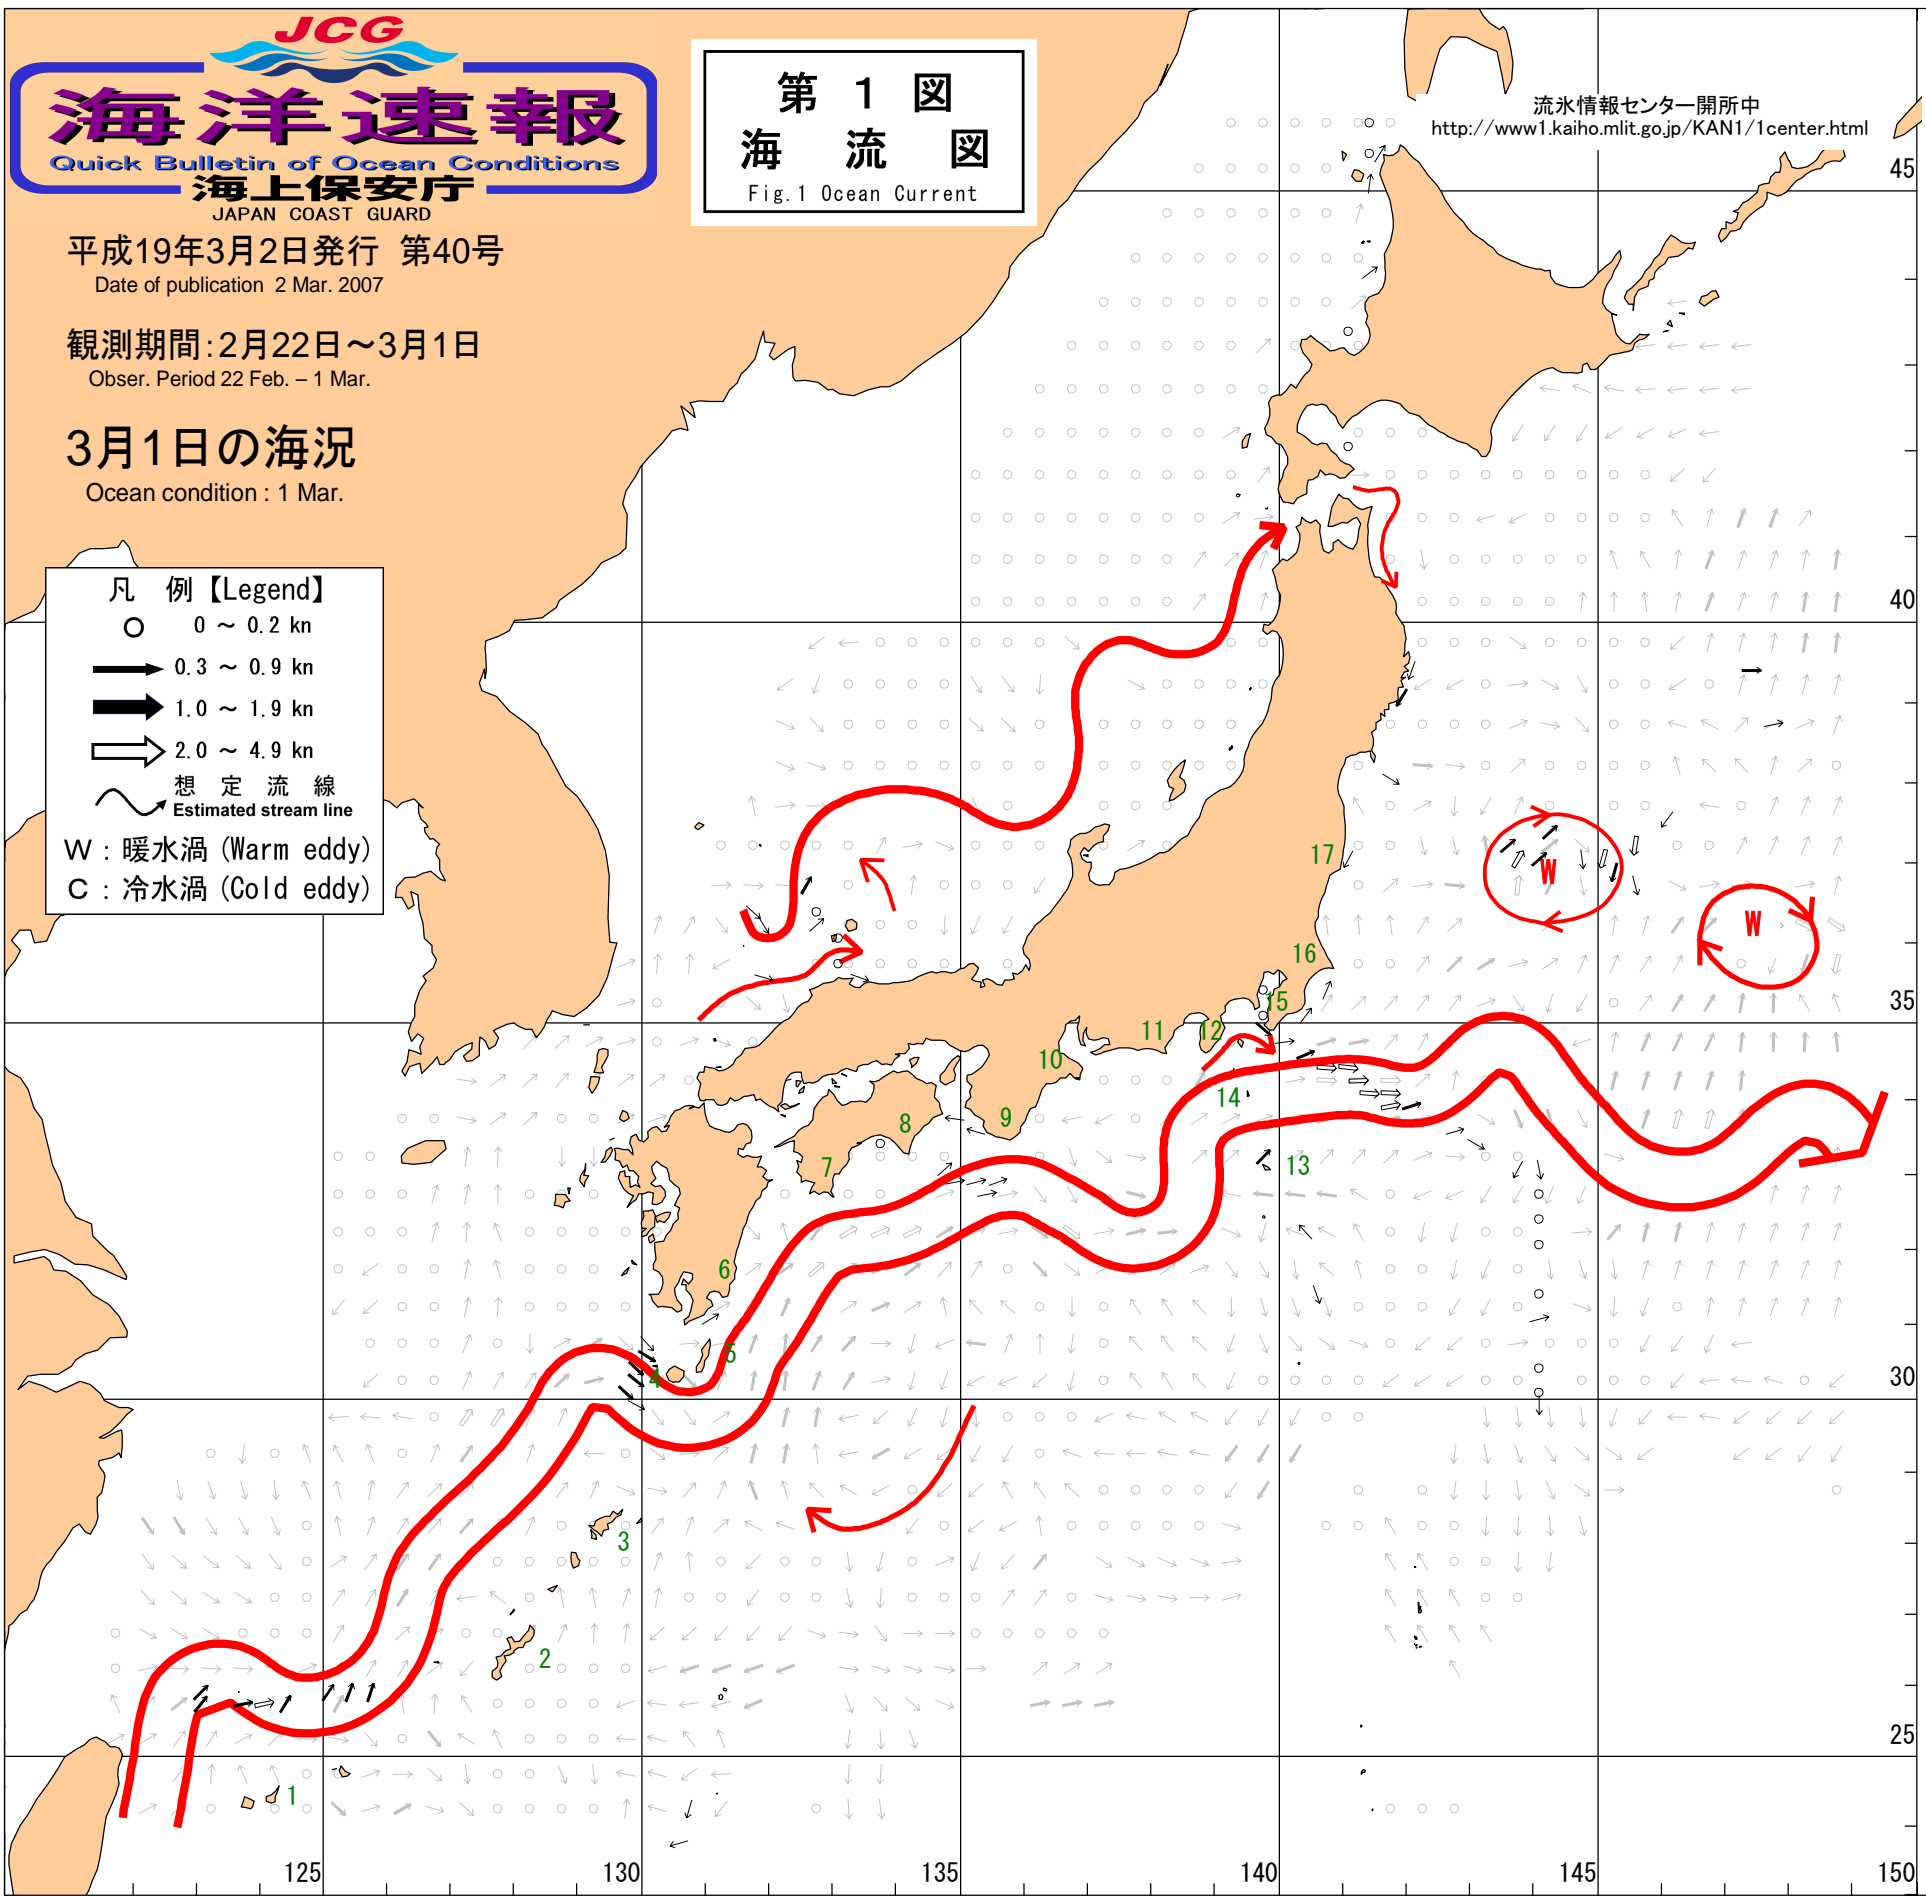 JCG
海洋速報
Quick Bulletin of Ocean Conditions
海上保安庁
JAPAN COAST GUARD
平成19年3月2日発行 第40号
Date of publication 2 Mar. 2007
観測期間:2月22日～3月1日
Obser. Period 22 Feb. – 1 Mar.
3月1日の海況
Ocean condition : 1 Mar.
第 1 図
海 流 図
Fig.1 Ocean Current
流氷情報センター開所中
http://www1.kaiho.mlit.go.jp/KAN1/1center.html
凡 例【Legend】
0 ～ 0.2 kn
0.3 ～ 0.9 kn
1.0 ～ 1.9 kn
2.0 ～ 4.9 kn
想 定 流 線
Estimated stream line
W : 暖水渦 (Warm eddy)
C : 冷水渦 (Cold eddy)
45
40
35
30
25
W
W
17
16
15
12
11
10
14
9
8
13
7
6
5
4
3
2
1
125
130
135
140
145
150